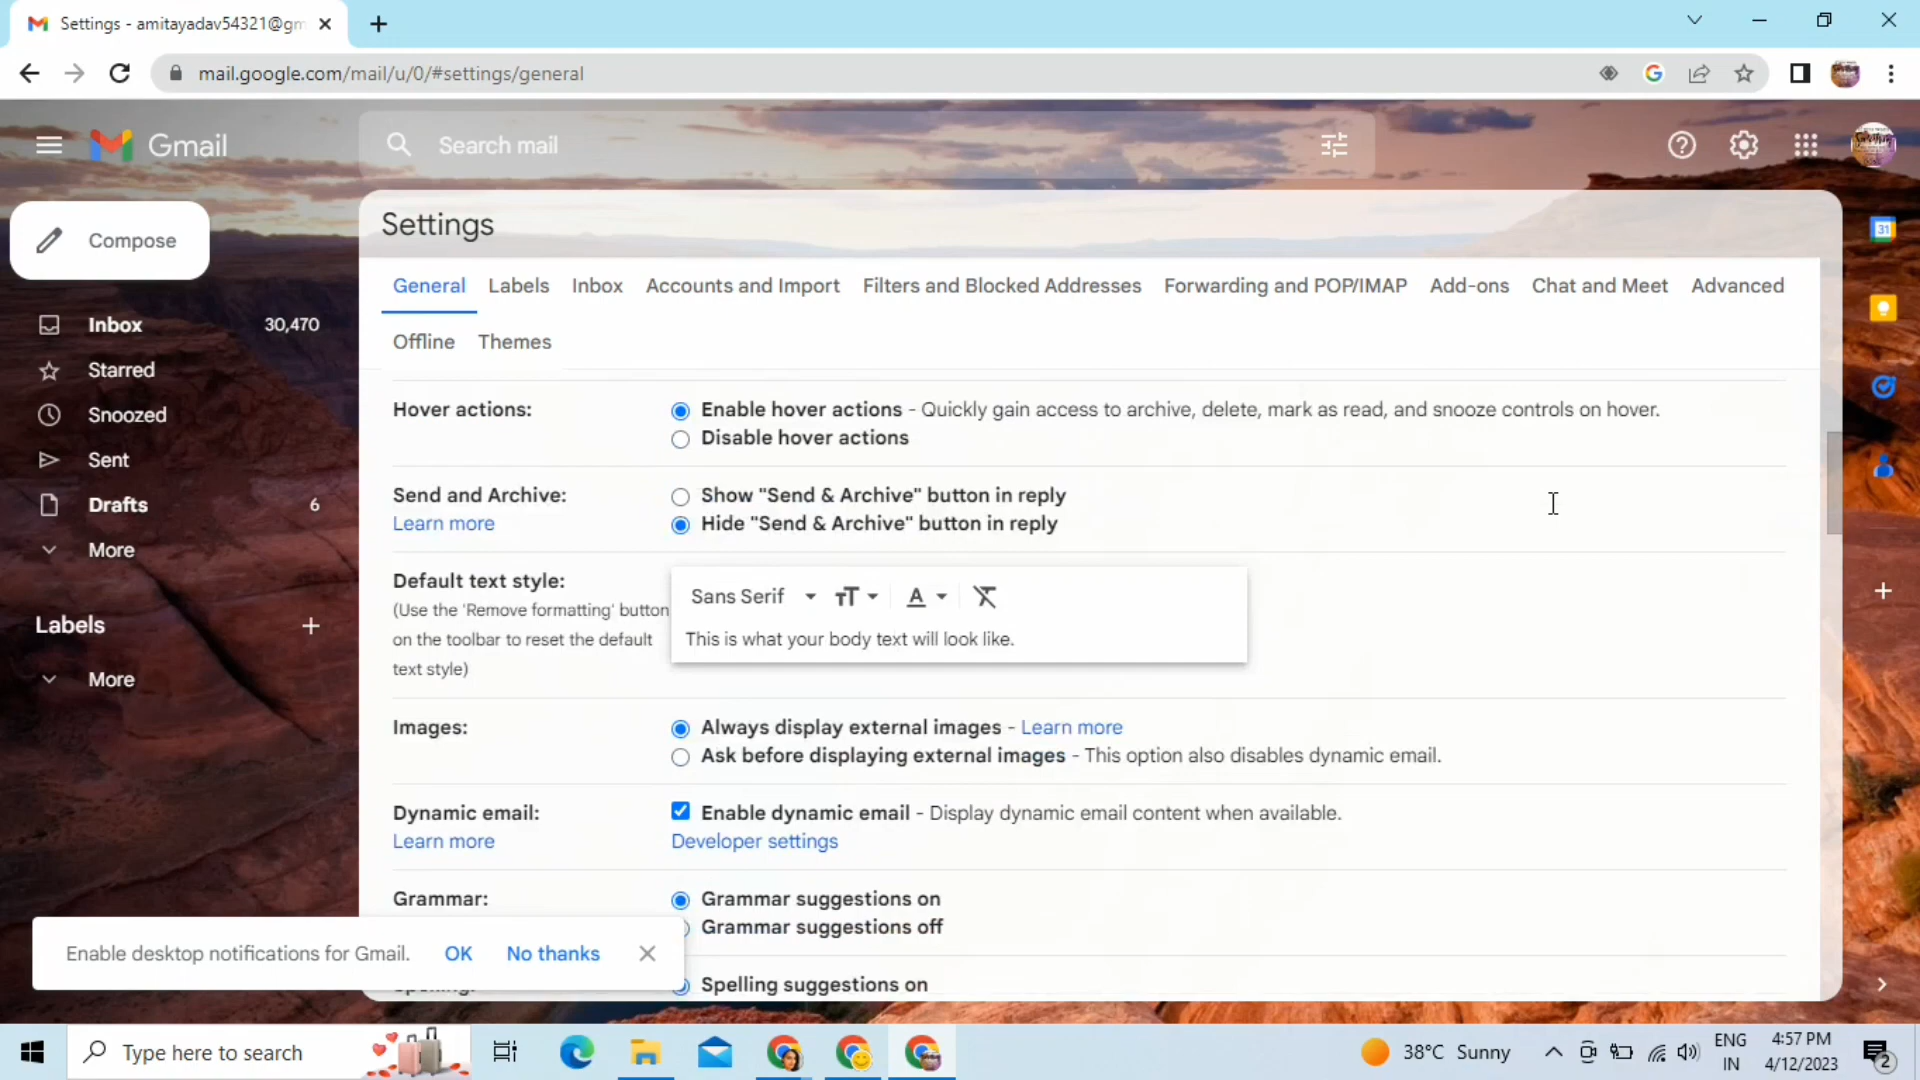 Settings - amitayadav54321@gm
mail.google.com/mail/u/0/#settings/general
Gmail
Search mail
Compose
Inbox 30,470
Starred
Snoozed
Sent
Drafts 6
More
Labels
More
Settings
General Labels Inbox Accounts and Import Filters and Blocked Addresses Forwarding and POP/IMAP Add-ons Chat and Meet Advanced
Offline Themes
Hover actions: Enable hover actions - Quickly gain access to archive, delete, mark as read, and snooze controls on hover.
Disable hover actions
Send and Archive: Show "Send & Archive" button in reply
Learn more Hide "Send & Archive" button in reply
Default text style: Sans Serif
(Use the 'Remove formatting' button
on the toolbar to reset the default This is what your body text will look like.
text style)
Images: Always display external images - Learn more
Ask before displaying external images - This option also disables dynamic email.
Dynamic email: Enable dynamic email - Display dynamic email content when available.
Learn more Developer settings
Grammar: Grammar suggestions on
Grammar suggestions off
Enable desktop notifications for Gmail. OK No thanks
Spelling suggestions on
31
Type here to search
38°C Sunny
ENG
IN
4:57 PM
4/12/2023
2